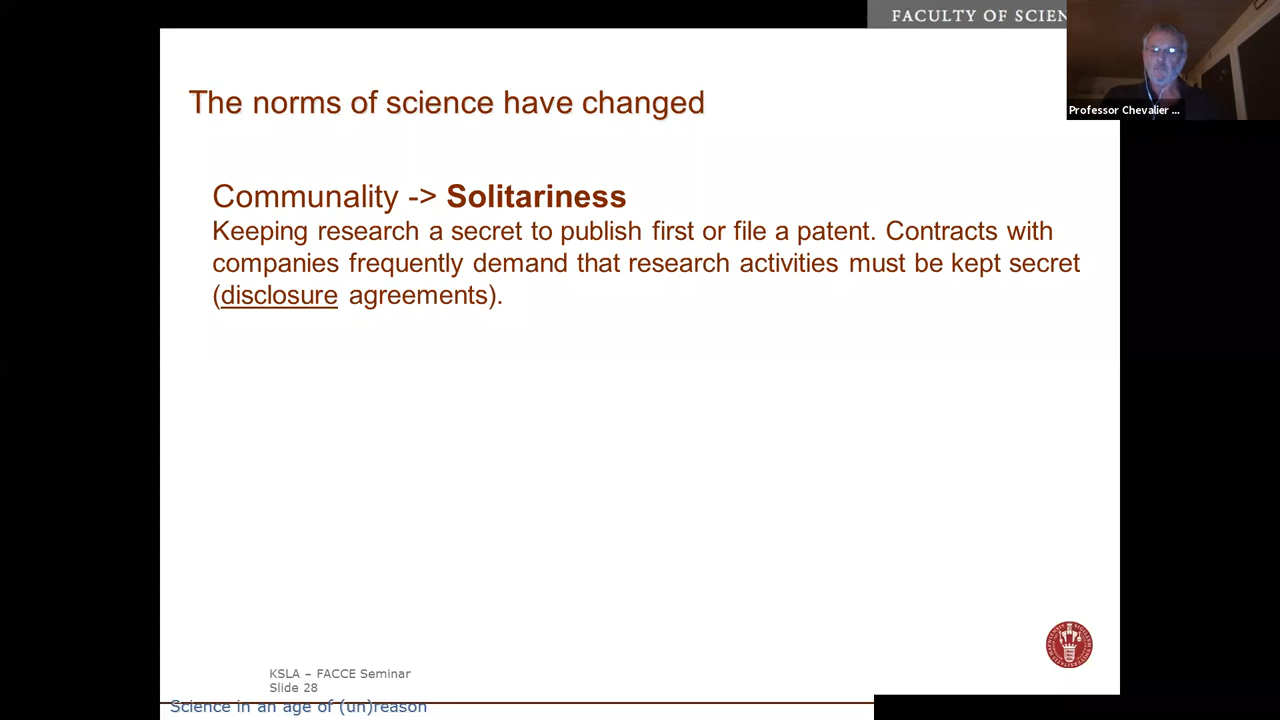 FACULTY OF SCIEN
Professor Chevalier ...
The norms of science have changed
Communality -> Solitariness
Keeping research a secret to publish first or file a patent. Contracts with
companies frequently demand that research activities must be kept secret
(disclosure agreements).
KSLA – FACCE Seminar
Slide 28
Science in an age of (un)reason